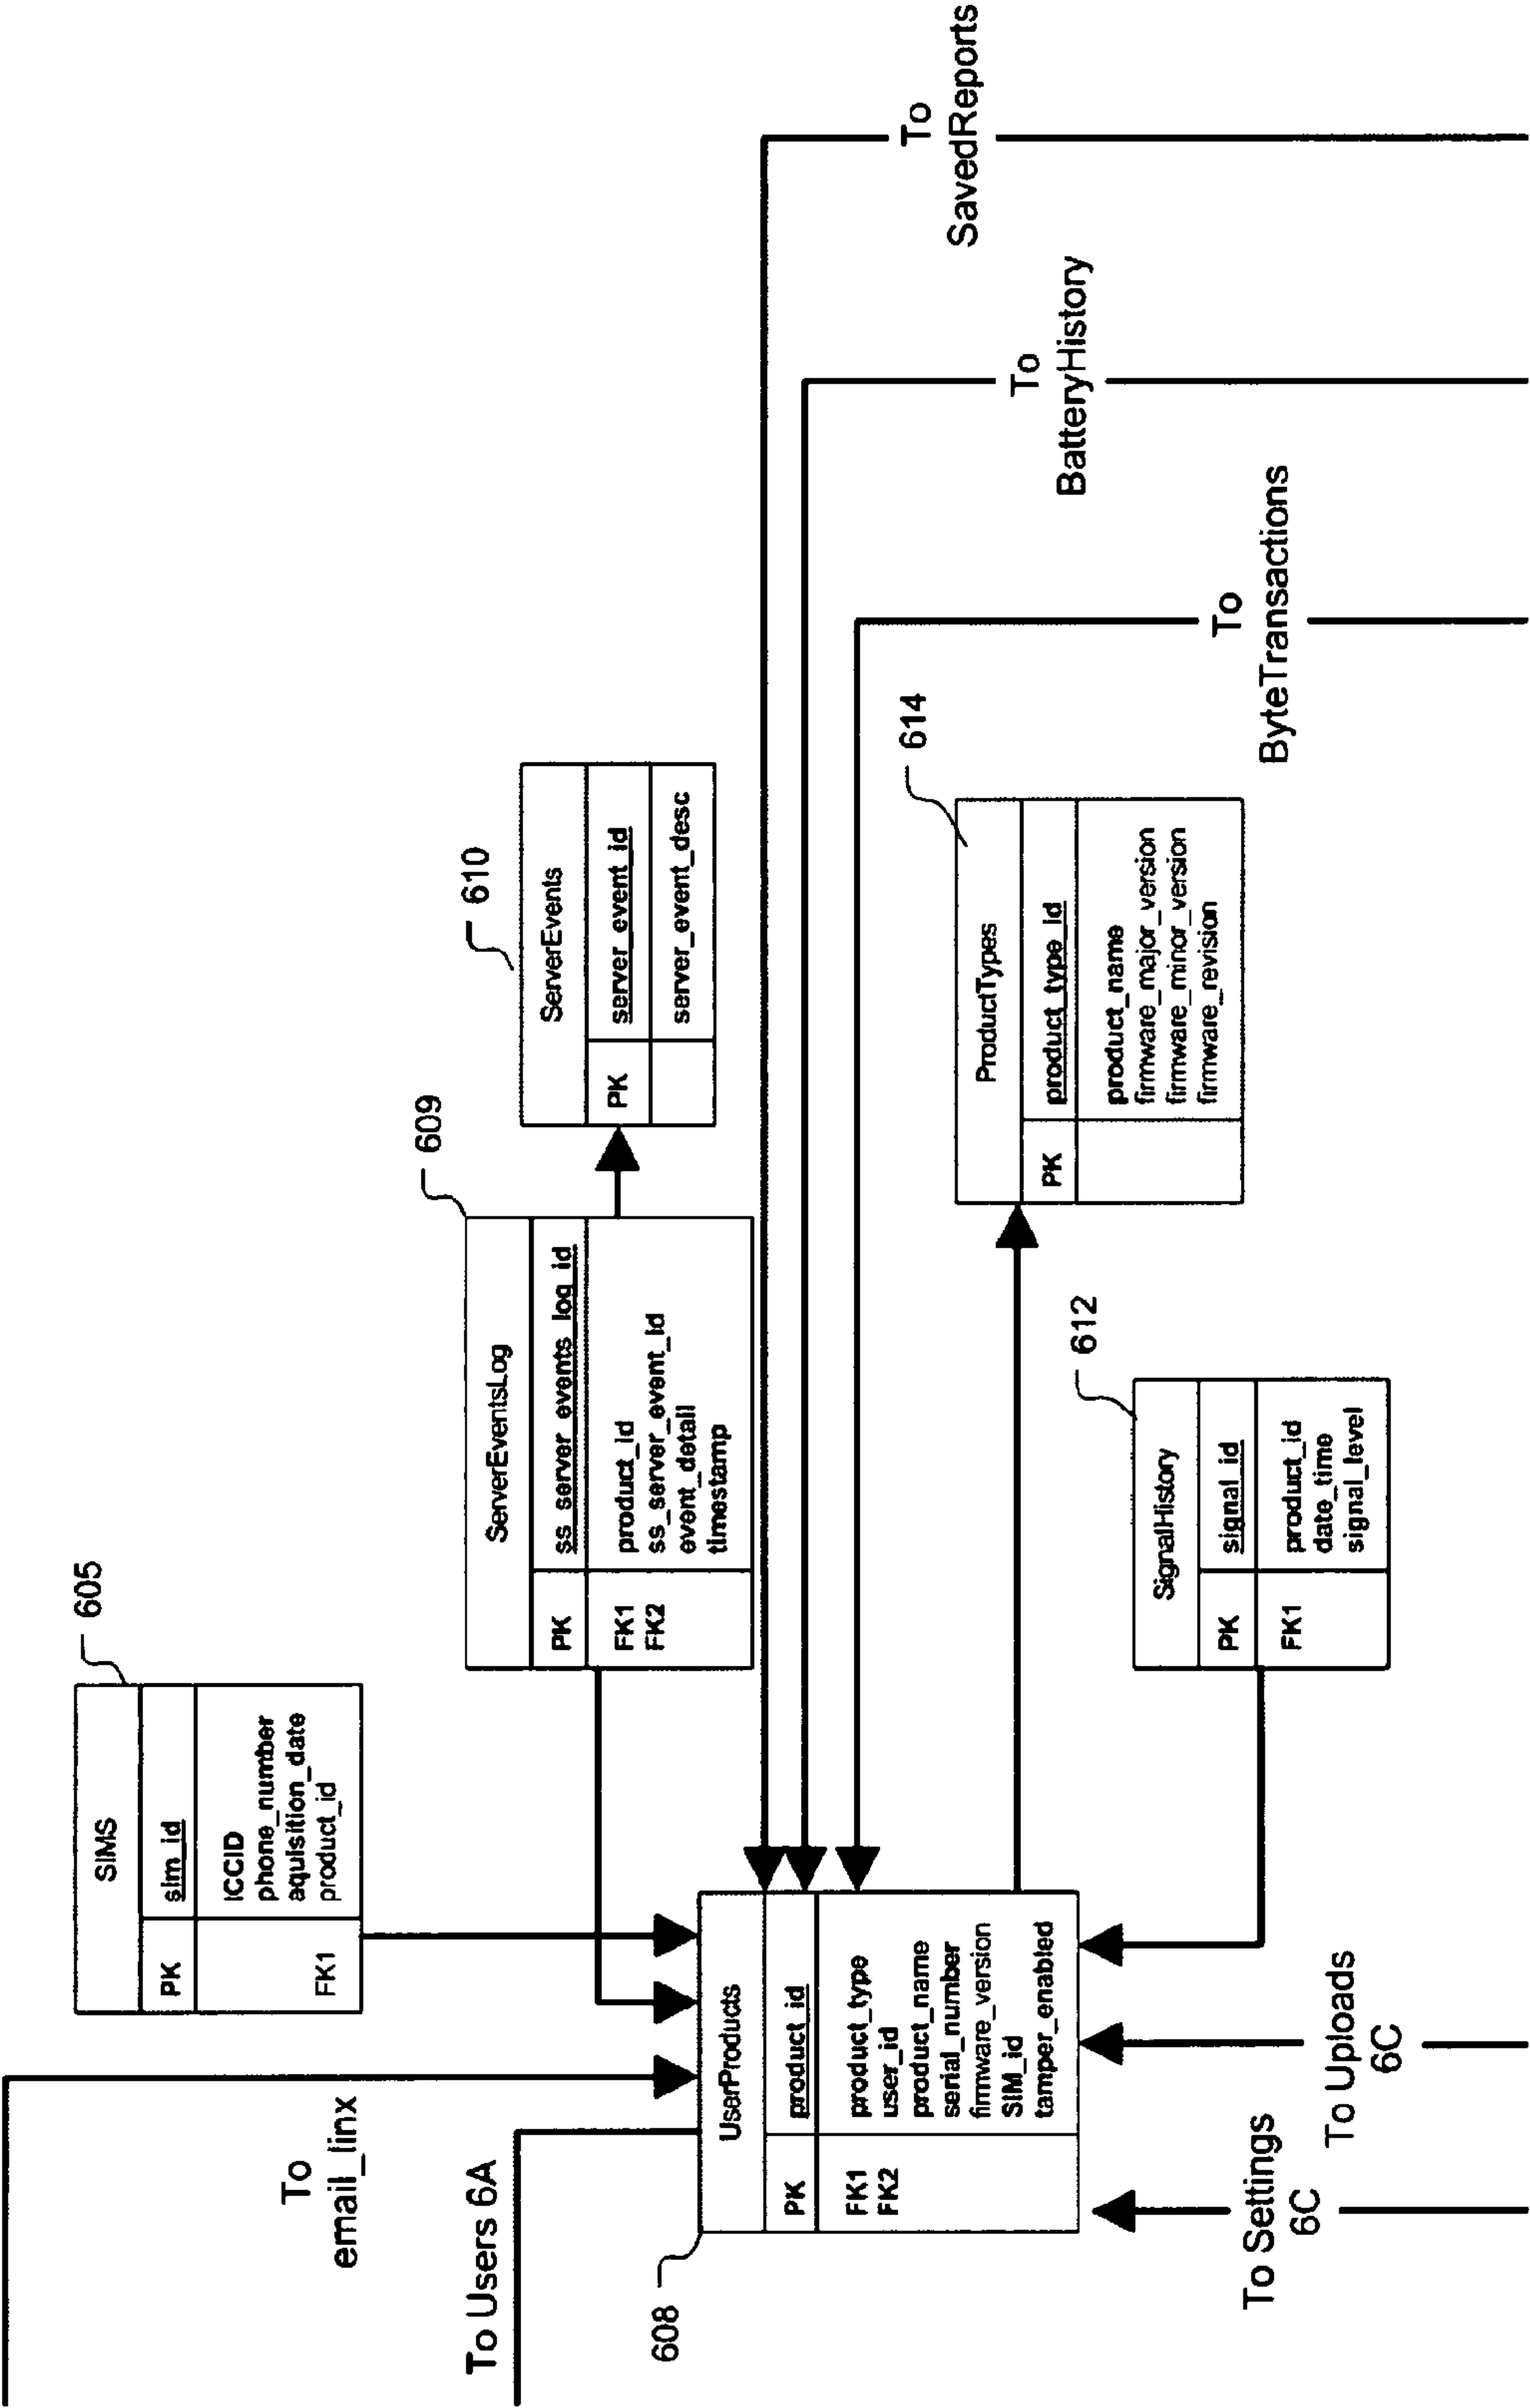 605
SIMS
PK sim_id
ICCID
phone_number
aquisition_date
FK1 product_id
To
email_linx
To Users 6A
609
ServerEventsLog
PK ss_server_events_log_id
FK1 product_id
FK2 ss_server_event_id
event_detail
timestamp
610
ServerEvents
PK server_event_id
server_event_desc
608
UserProducts
PK product_id
FK1 product_type
FK2 user_id
product_name
serial_number
firmware_version
SIM_id
tamper_enabled
614
ProductTypes
PK product_type_id
product_name
firmware_major_version
firmware_minor_version
firmware_revision
612
SignalHistory
PK signal_id
FK1 product_id
date_time
signal_level
To
SavedReports
To
BatteryHistory
To
ByteTransactions
To Settings
6C
To Uploads
6C